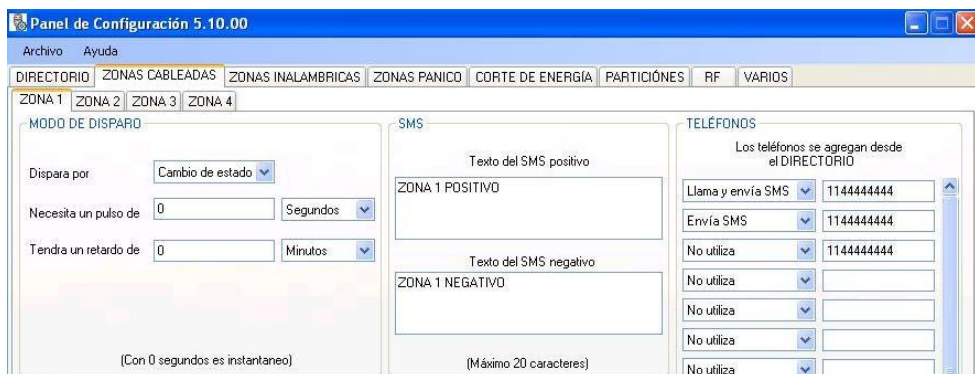 Panel de Configuración 5.10.00
Archivo Ayuda
DIRECTORIO ZONAS CABLEADAS ZONAS INALAMBRICAS ZONAS PANICO CORTE DE ENERGÍA PARTICIÓNES RF VARIOS
ZONA 1 ZONA 2 ZONA 3 ZONA 4
MODO DE DISPARO
Dispara por Cambio de estado
Necesita un pulso de 0 Segundos
Tendra un retardo de 0 Minutos
(Con 0 segundos es instantaneo)
SMS
Texto del SMS positivo
ZONA 1 POSITIVO
Texto del SMS negativo
ZONA 1 NEGATIVO
(Máximo 20 caracteres)
TELÉFONOS
Los teléfonos se agregan desde
el DIRECTORIO
Llama y envía SMS 1144444444
Envía SMS 1144444444
No utiliza 1144444444
No utiliza
No utiliza
No utiliza
No utiliza